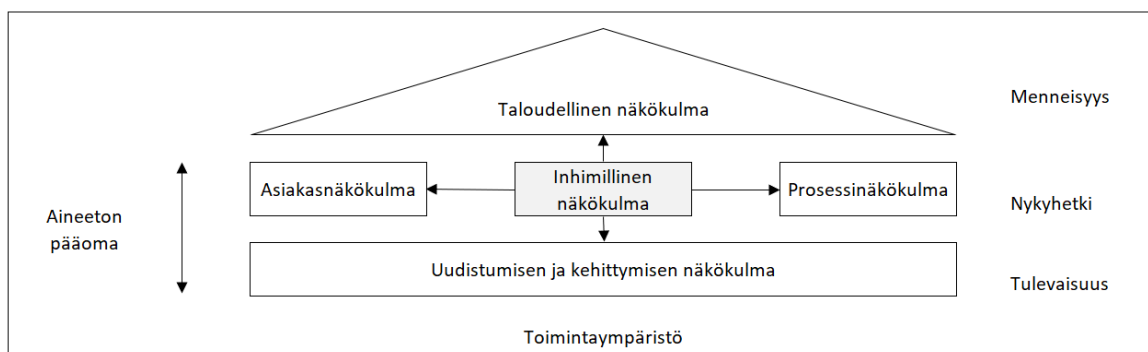 Menneisyys
Taloudellinen näkökulma
Asiakasnäkökulma
Inhimillinen
näkökulma
Prosessinäkökulma
Nykyhetki
Aineeton
pääoma
Uudistumisen ja kehittymisen näkökulma
Tulevaisuus
Toimintaympäristö